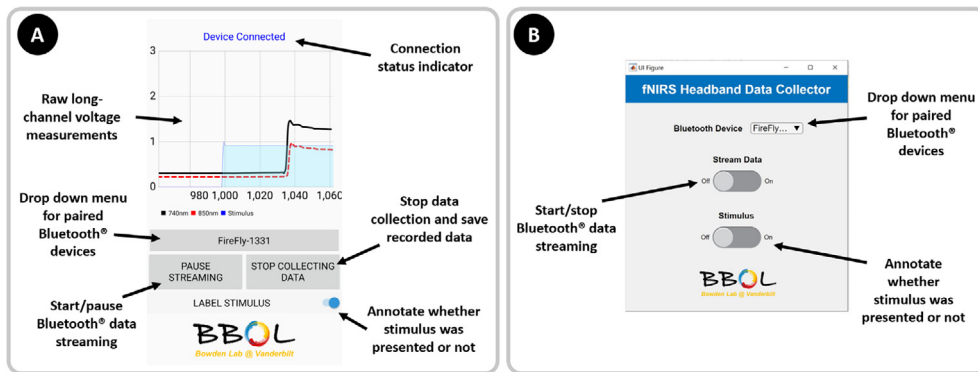 A
Device Connected
Connection
status indicator
3
2
1
0
980 1,000 1,020 1,040 1,060
Raw long-
channel voltage
measurements
740nm 850nm Stimulus
Drop down menu
for paired
Bluetooth®
devices
Stop data
collection and save
recorded data
FireFly-1331
PAUSE
STREAMING
STOP COLLECTING
DATA
LABEL STIMULUS
Start/pause
Bluetooth® data
streaming
Annotate whether
stimulus was
presented or not
BBOL
Bowden Lab @ Vanderbilt
B
UI Figure
fNIRS Headband Data Collector
Bluetooth Device FireFly... ▼
Drop down menu
for paired
Bluetooth®
devices
Stream Data
Off On
Start/stop
Bluetooth® data
streaming
Stimulus
Off On
Annotate
whether
stimulus was
presented or not
BBOL
Bowden Lab @ Vanderbilt